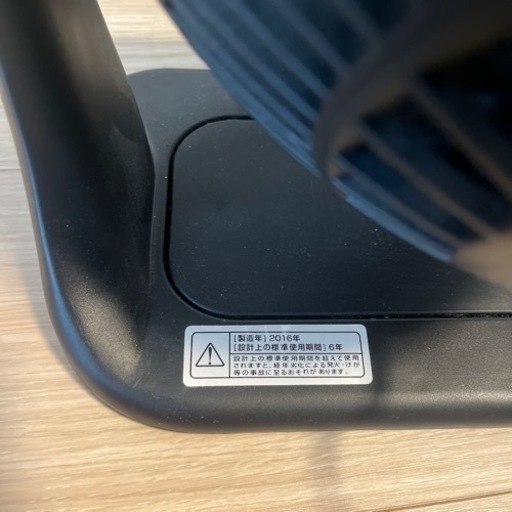 [製造年] 2016年
[設計上の標準使用期間] 6年
設計上の標準使用期間を超えて使用
されますと、経年劣化による発火・けが
等の事故に至るおそれがあります。